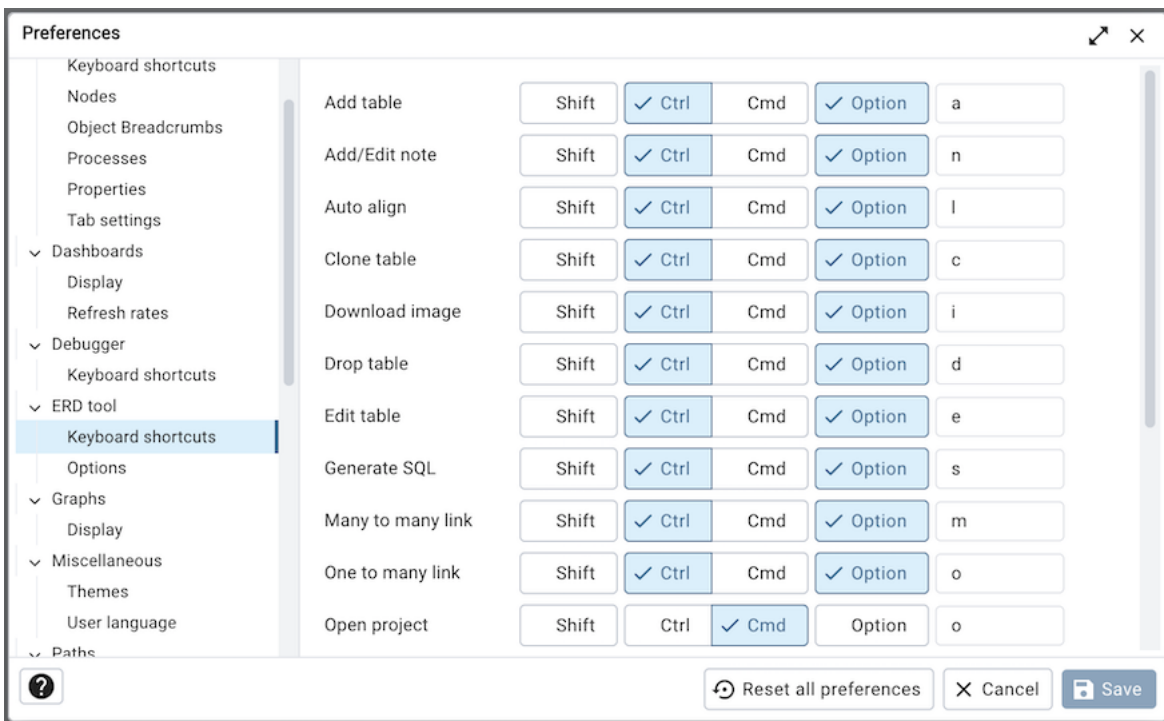 Preferences
Keyboard shortcuts
Nodes
Object Breadcrumbs
Processes
Properties
Tab settings
Dashboards
Display
Refresh rates
Debugger
Keyboard shortcuts
ERD tool
Keyboard shortcuts
Options
Graphs
Display
Miscellaneous
Themes
User language
Paths
Add table Shift Ctrl Cmd Option a
Add/Edit note Shift Ctrl Cmd Option n
Auto align Shift Ctrl Cmd Option l
Clone table Shift Ctrl Cmd Option c
Download image Shift Ctrl Cmd Option i
Drop table Shift Ctrl Cmd Option d
Edit table Shift Ctrl Cmd Option e
Generate SQL Shift Ctrl Cmd Option s
Many to many link Shift Ctrl Cmd Option m
One to many link Shift Ctrl Cmd Option o
Open project Shift Ctrl Cmd Option o
? Reset all preferences Cancel Save